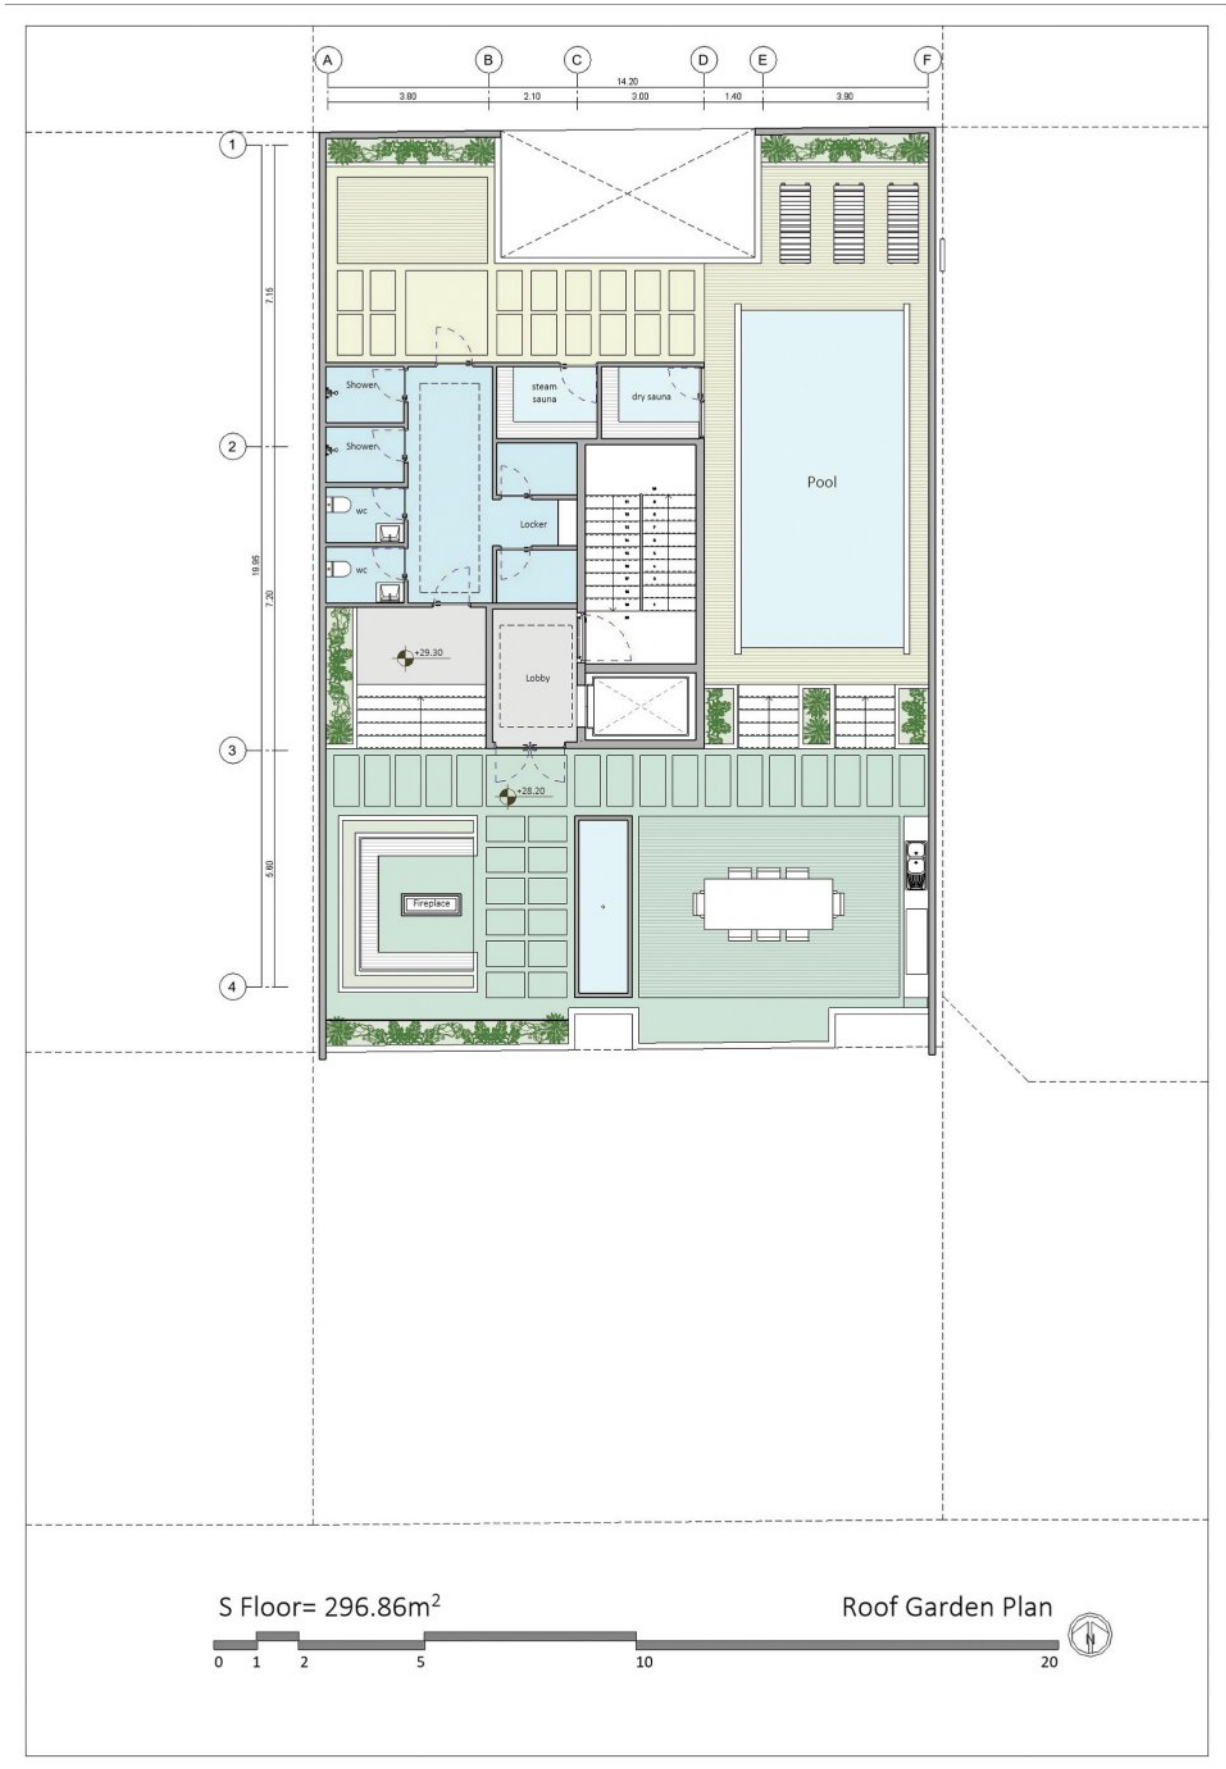 A B C D E F
14.20
3.80 2.10 3.00 1.40 3.90
1
7.15
Shower
steam
sauna
dry sauna
2
Shower
Pool
wc
Locker
19.95
wc
7.20
+29.30
Lobby
3
+28.20
5.60
Fireplace
4
S Floor= 296.86m²
Roof Garden Plan
N
0 1 2 5 10 20